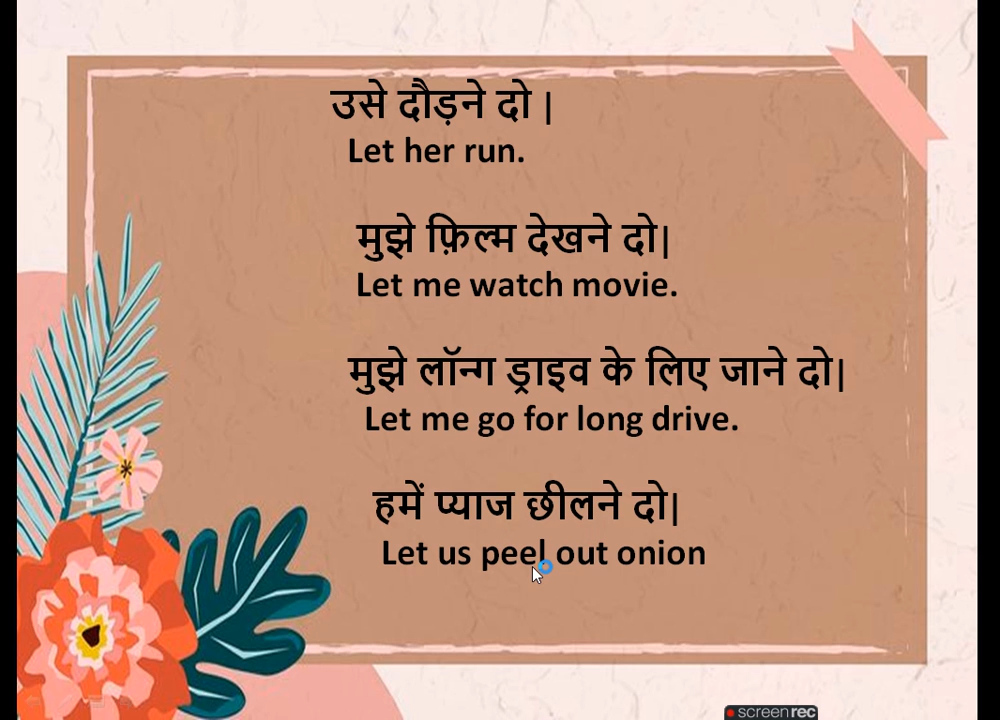 उसे दौड़ने दो |
Let her run.
मुझे फ़िल्म देखने दो|
Let me watch movie.
मुझे लॉन्ग ड्राइव के लिए जाने दो|
Let me go for long drive.
हमें प्याज छीलने दो|
Let us peel out onion
screenrec